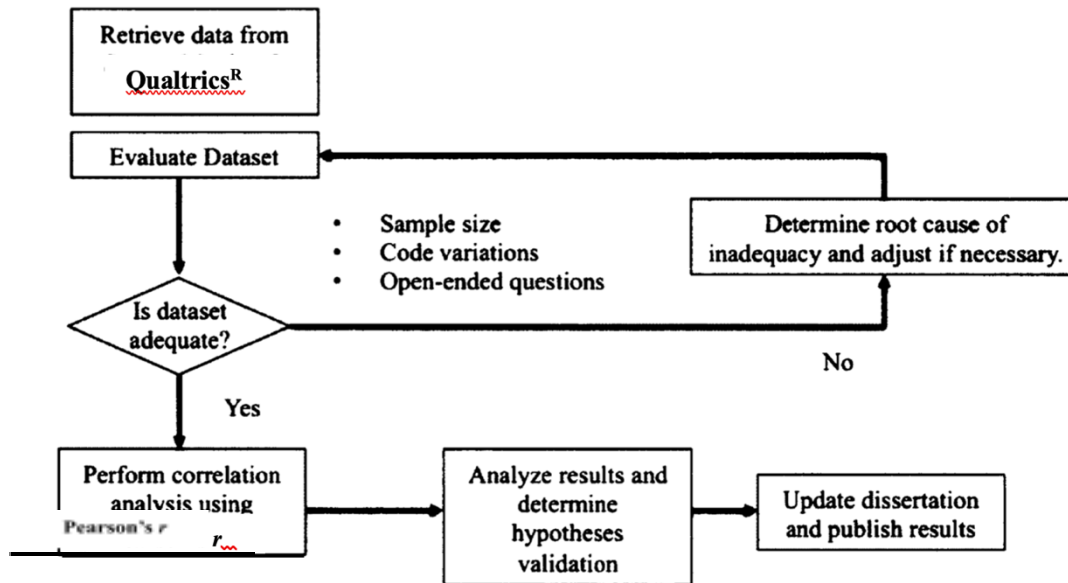 Retrieve data from
Qualtricsᴿ
Evaluate Dataset
• Sample size
• Code variations
• Open-ended questions
Determine root cause of
inadequacy and adjust if necessary.
Is dataset
adequate?
No
Yes
Perform correlation
analysis using
Pearson's r
r
Analyze results and
determine
hypotheses
validation
Update dissertation
and publish results